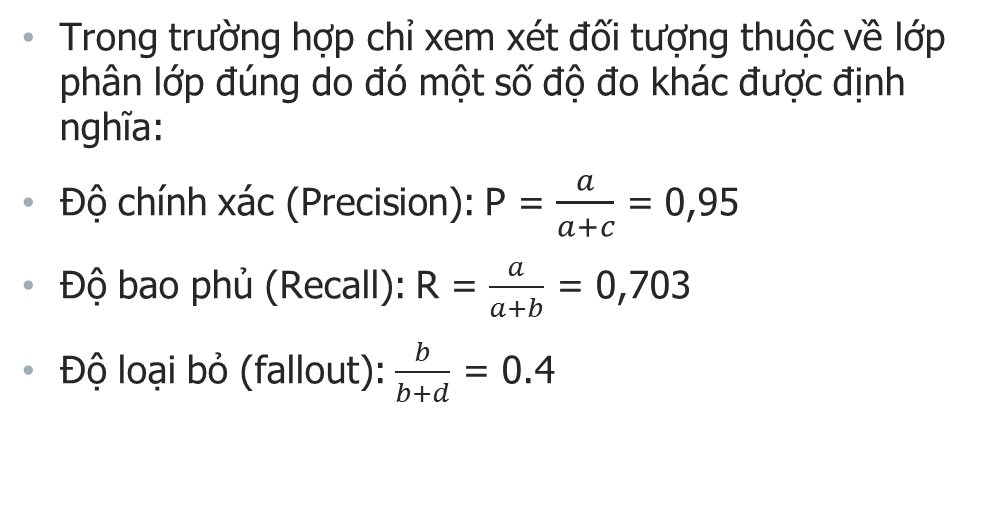 • Trong trường hợp chỉ xem xét đối tượng thuộc về lớp
phân lớp đúng do đó một số độ đo khác được định
nghĩa:
• Độ chính xác (Precision): P = \frac{a}{a+c} = 0,95
• Độ bao phủ (Recall): R = \frac{a}{a+b} = 0,703
• Độ loại bỏ (fallout): \frac{b}{b+d} = 0.4